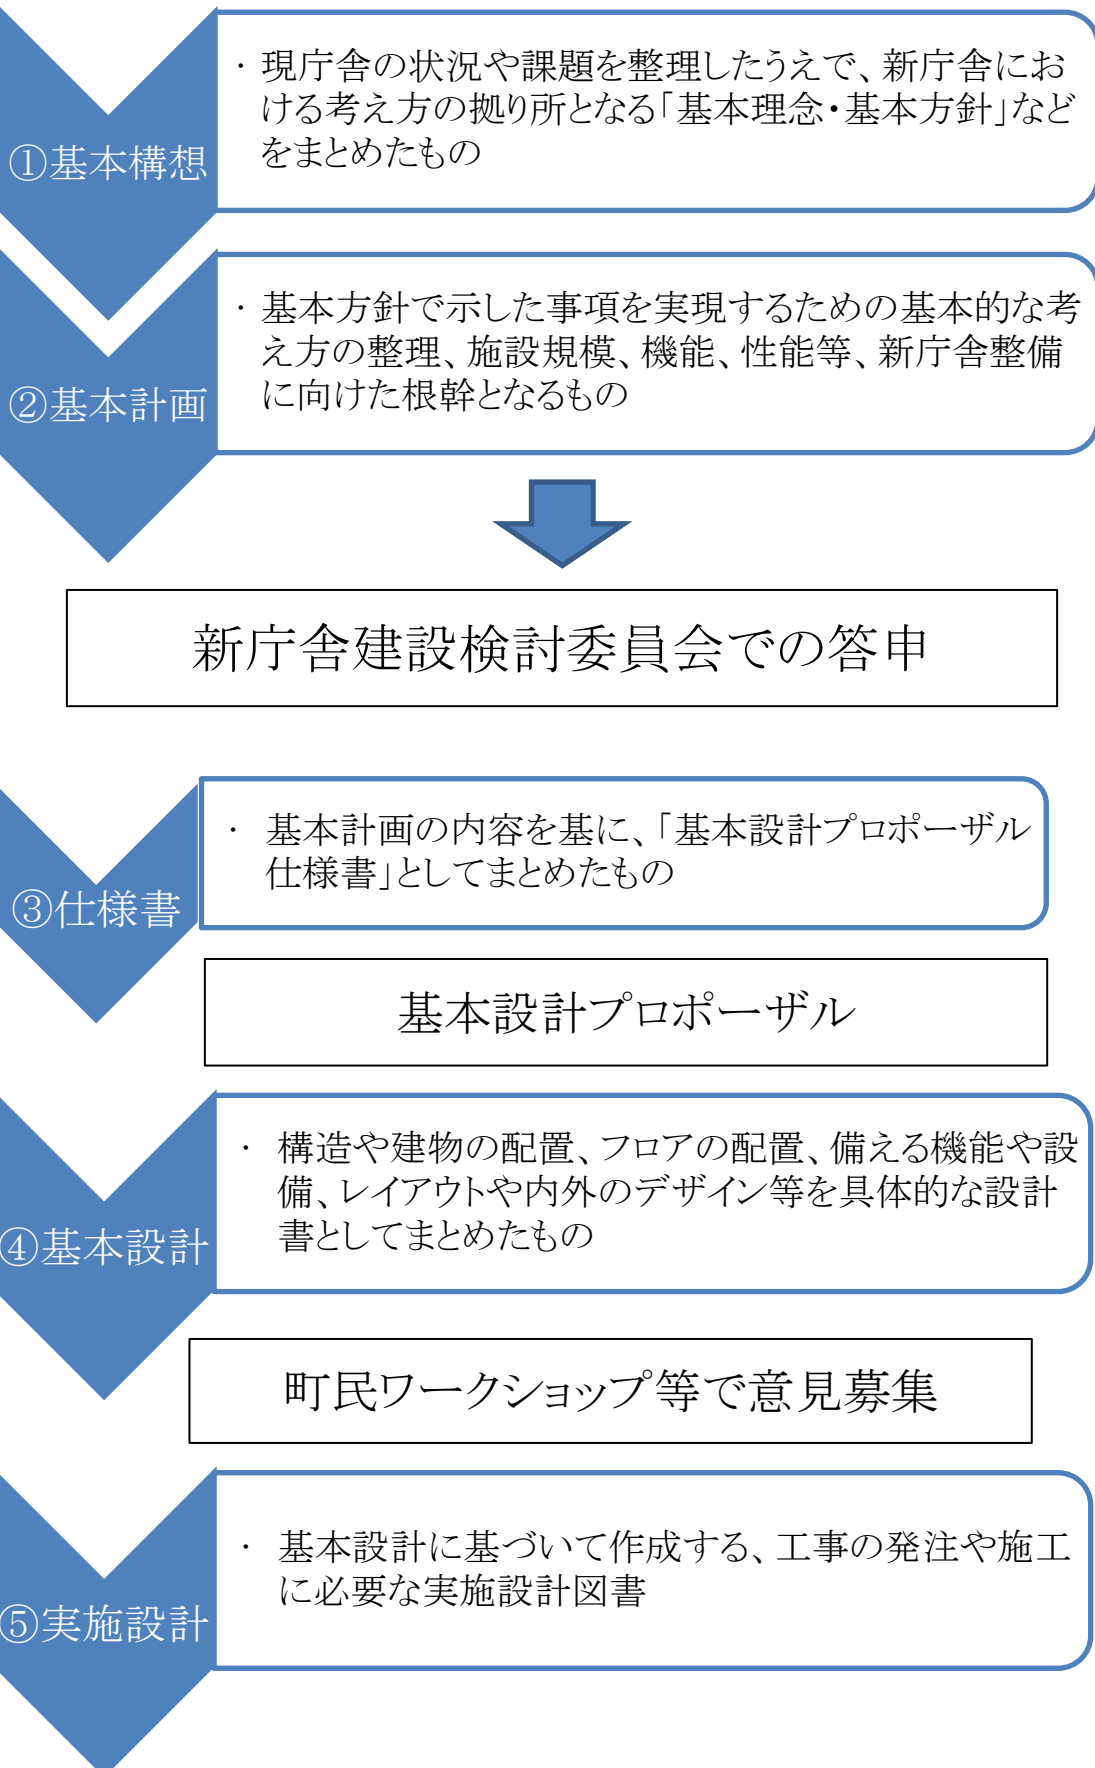 ①基本構想
・現庁舎の状況や課題を整理したうえで、新庁舎にお
ける考え方の拠り所となる「基本理念・基本方針」など
をまとめたもの
②基本計画
・基本方針で示した事項を実現するための基本的な考
え方の整理、施設規模、機能、性能等、新庁舎整備
に向けた根幹となるもの
新庁舎建設検討委員会での答申
③仕様書
・ 基本計画の内容を基に、「基本設計プロポーザル
仕様書」としてまとめたもの
基本設計プロポーザル
④基本設計
・ 構造や建物の配置、フロアの配置、備える機能や設
備、レイアウトや内外のデザイン等を具体的な設計
書としてまとめたもの
町民ワークショップ等で意見募集
⑤実施設計
・ 基本設計に基づいて作成する、工事の発注や施工
に必要な実施設計図書